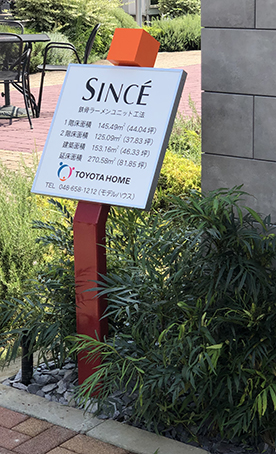 SINCÉ
鉄骨ラーメンユニット工法
1階床面積 145.49㎡ (44.04坪)
2階床面積 125.09㎡ (37.83坪)
建築面積 153.16㎡ (46.33坪)
延床面積 270.58㎡ (81.85坪)
TOYOTA HOME
TEL 048-658-1212 (モデルハウス)